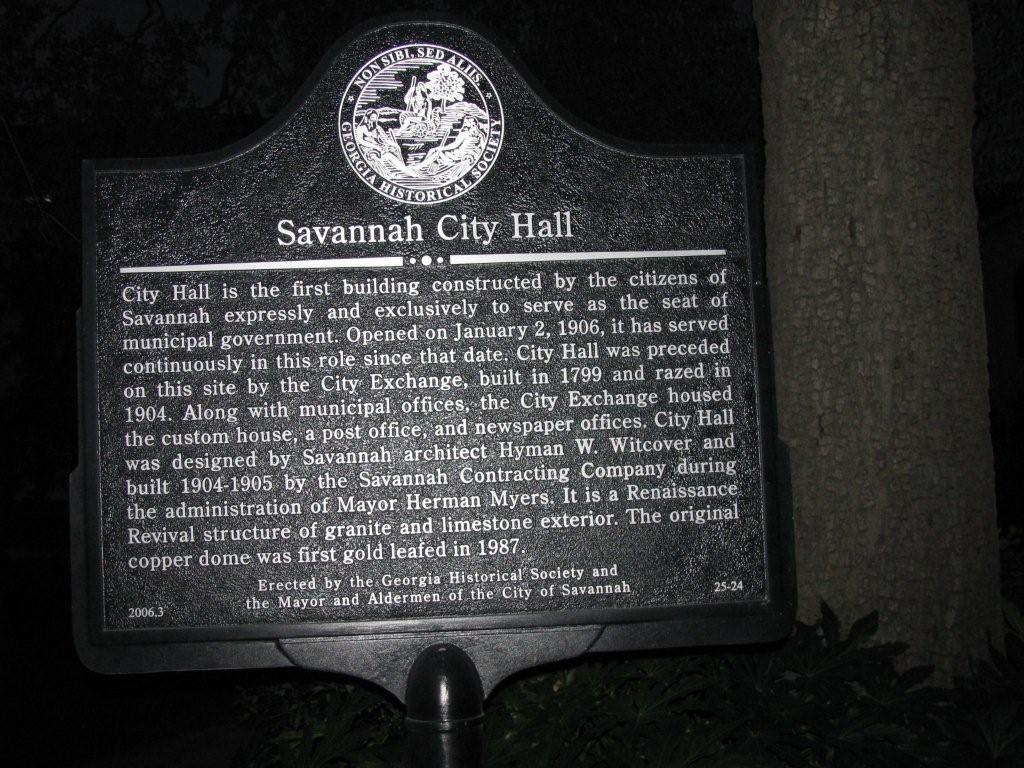 NON SIBI, SED ALIIS.
GEORGIA HISTORICAL SOCIETY
Savannah City Hall
City Hall is the first building constructed by the citizens of
Savannah expressly and exclusively to serve as the seat of
municipal government. Opened on January 2, 1906, it has served
continuously in this role since that date. City Hall was preceded
on this site by the City Exchange, built in 1799 and razed in
1904. Along with municipal offices, the City Exchange housed
the custom house, a post office, and newspaper offices. City Hall
was designed by Savannah architect Hyman W. Witcover and
built 1904-1905 by the Savannah Contracting Company during
the administration of Mayor Herman Myers. It is a Renaissance
Revival structure of granite and limestone exterior. The original
copper dome was first gold leafed in 1987.
Erected by the Georgia Historical Society and
the Mayor and Aldermen of the City of Savannah
2006.3
25-24